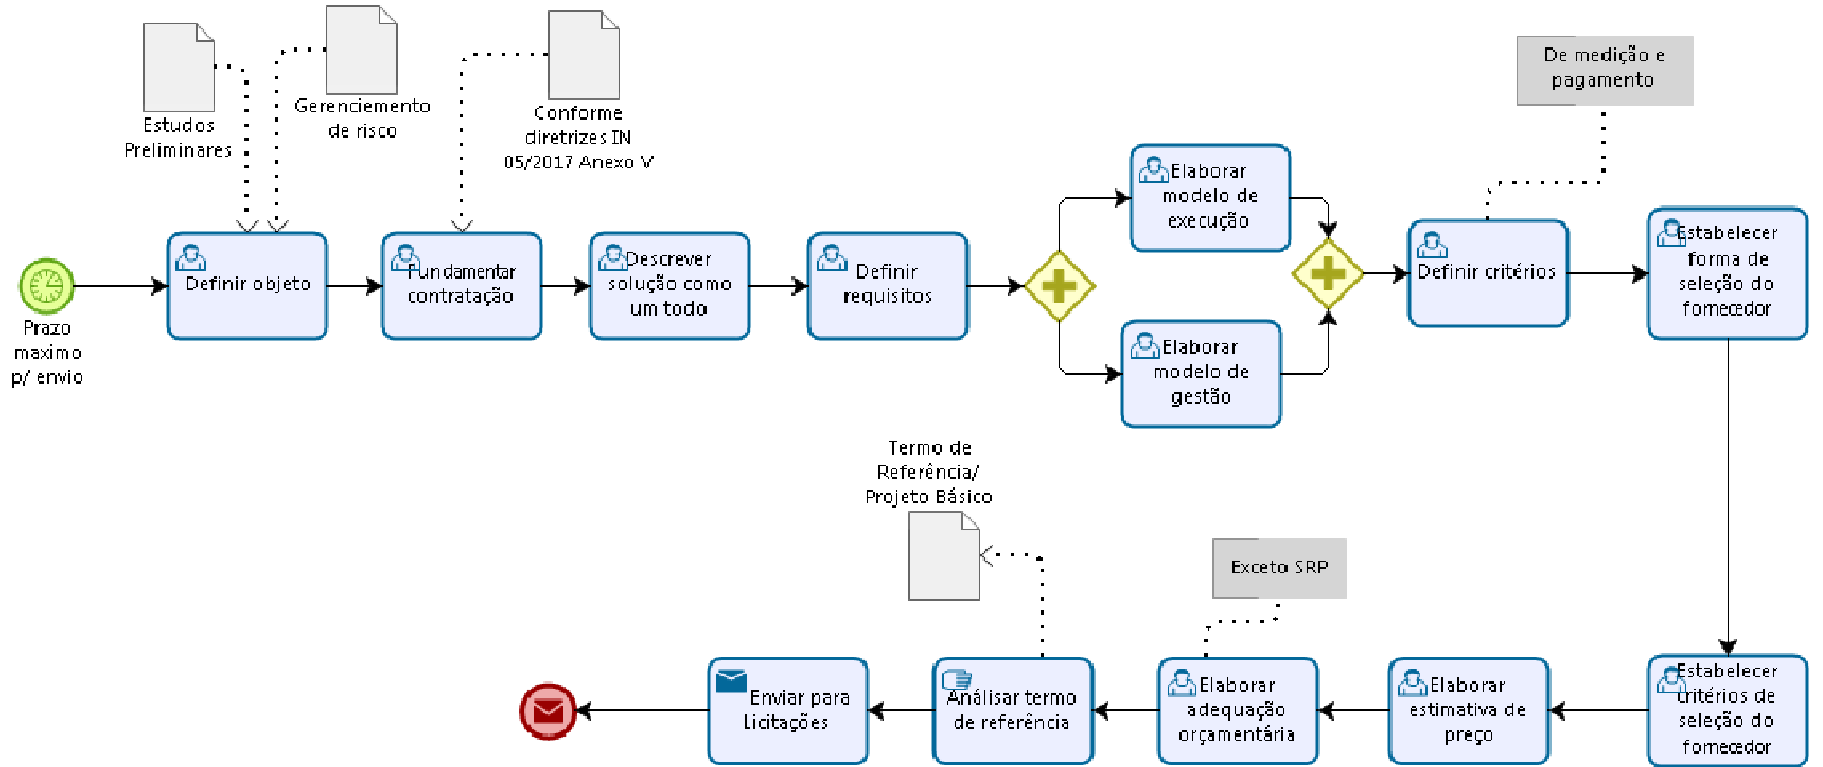 Estudos
Preliminares
Gerenciemento
de risco
Conforme
diretrizes IN
05/2017 Anexo V
De medição e
pagamento
Prazo
maximo
p/ envio
Definir objeto
Fundamentar
contratação
Descrever
solução como
um todo
Definir
requisitos
Elaborar
modelo de
execução
Elaborar
modelo de
gestão
Definir critérios
Estabelecer
forma de
seleção do
fornecedor
Termo de
Referência/
Projeto Básico
Exceto SRP
Enviar para
Licitações
Análisar termo
de referência
Elaborar
adequação
orçamentária
Elaborar
estimativa de
preço
Estabelecer
critérios de
seleção do
fornecedor